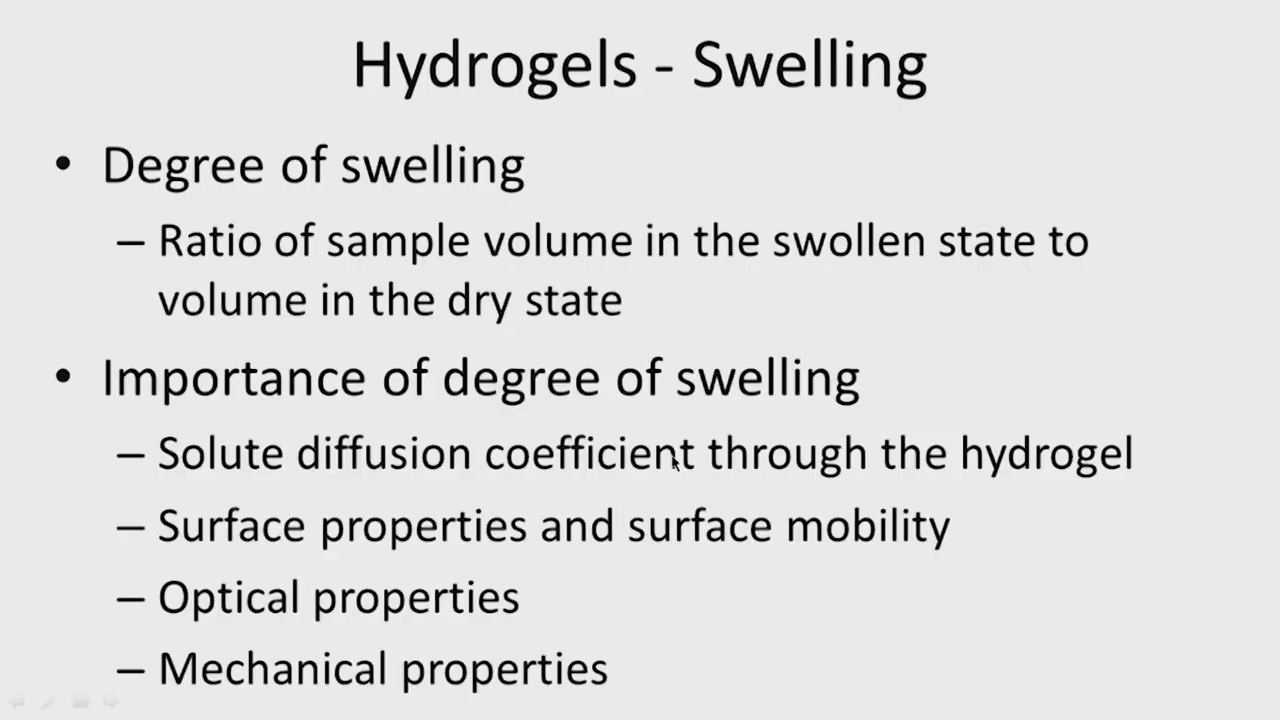 Hydrogels - Swelling
• Degree of swelling
– Ratio of sample volume in the swollen state to
volume in the dry state
• Importance of degree of swelling
– Solute diffusion coefficient through the hydrogel
– Surface properties and surface mobility
– Optical properties
– Mechanical properties